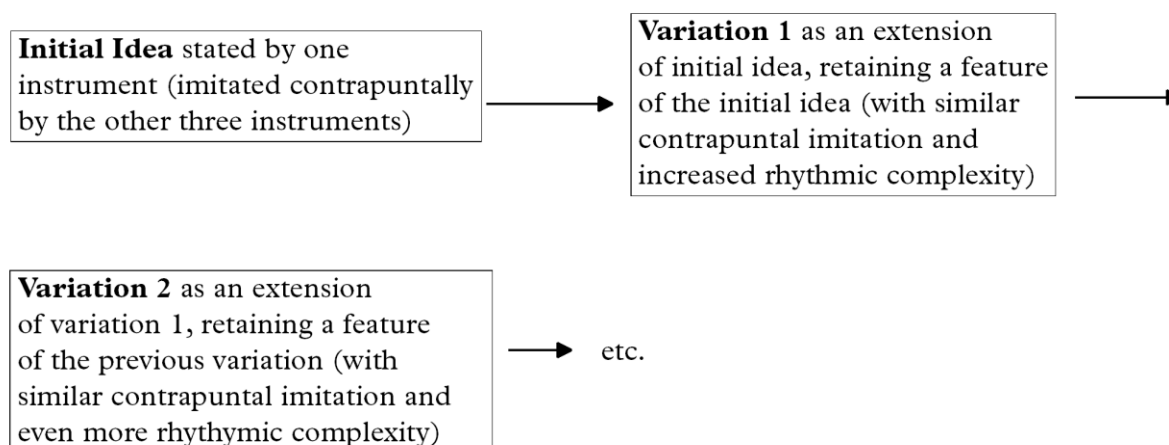 Initial Idea stated by one
instrument (imitated contrapuntally
by the other three instruments)
Variation 1 as an extension
of initial idea, retaining a feature
of the initial idea (with similar
contrapuntal imitation and
increased rhythmic complexity)
Variation 2 as an extension
of variation 1, retaining a feature
of the previous variation (with
similar contrapuntal imitation and
even more rhythymic complexity)
etc.